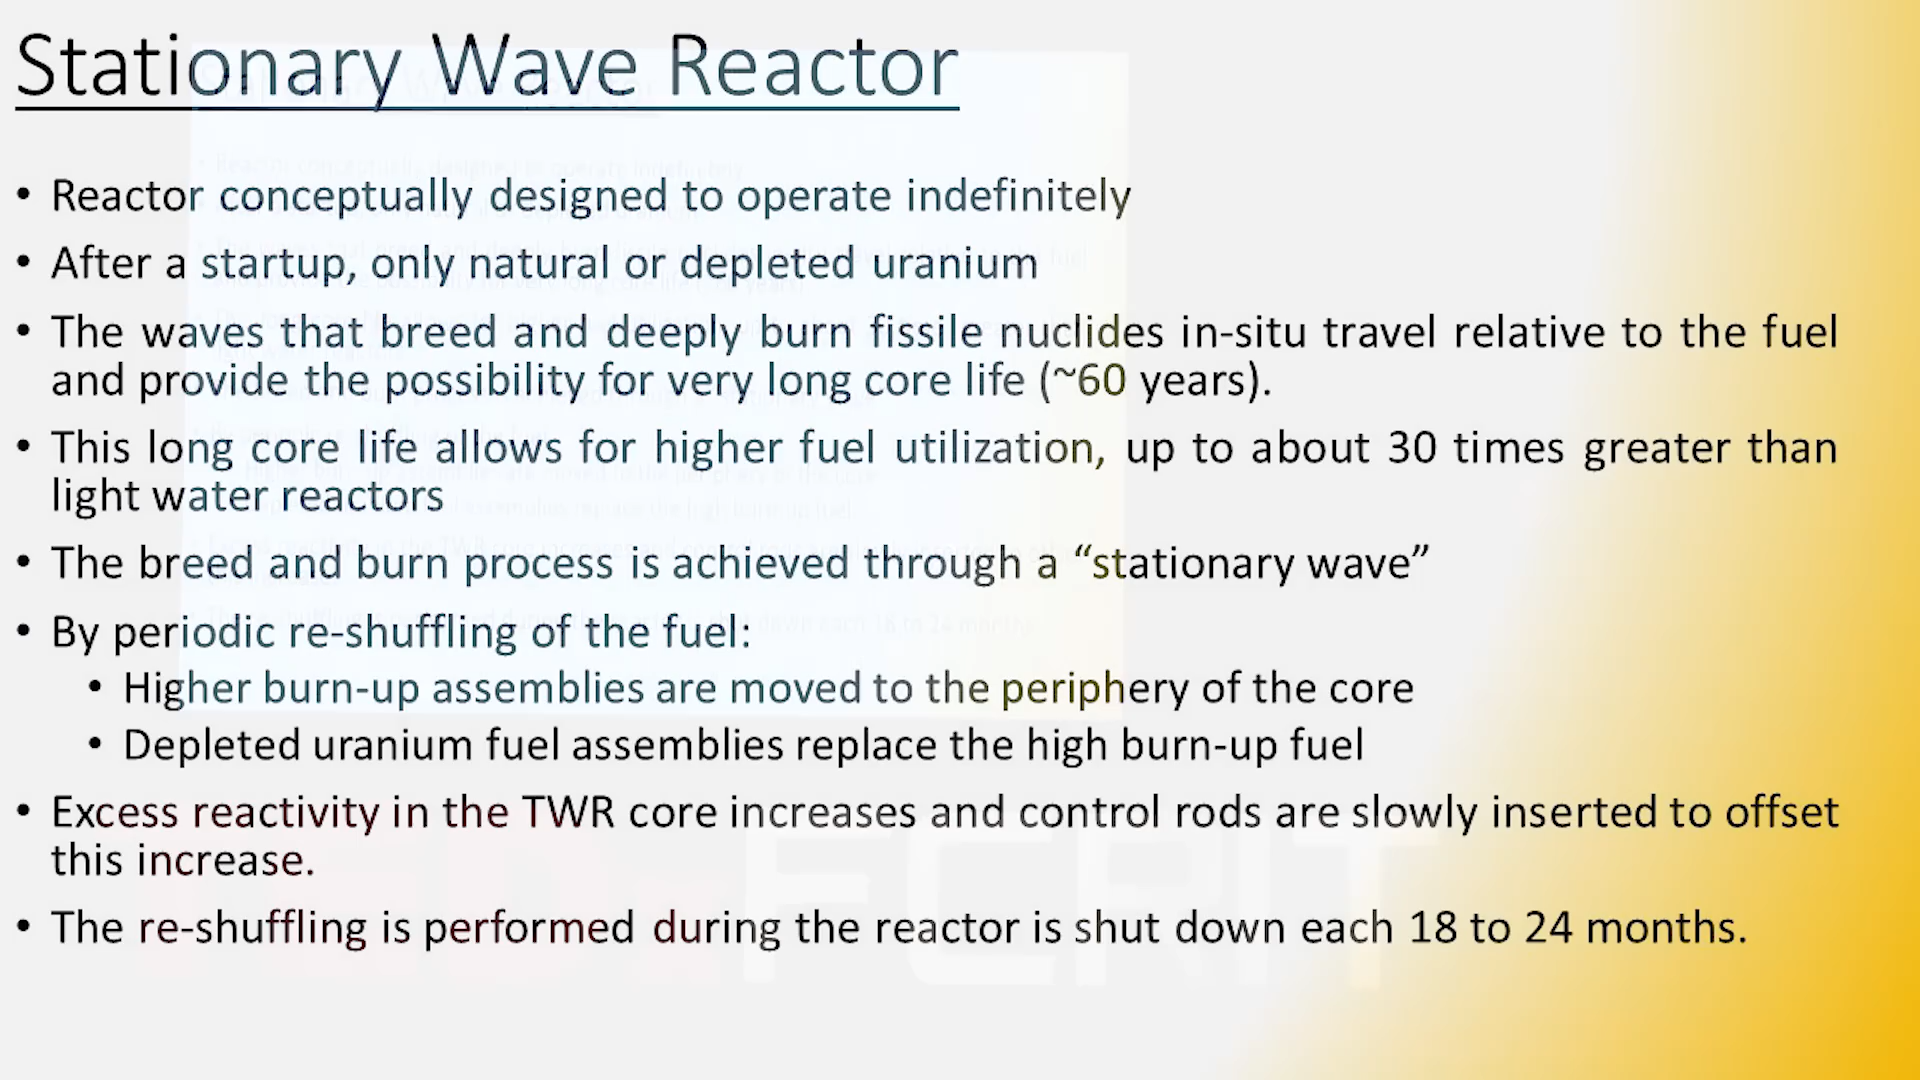 Stationary Wave Reactor
• Reactor conceptually designed to operate indefinitely
• After a startup, only natural or depleted uranium
• The waves that breed and deeply burn fissile nuclides in-situ travel relative to the fuel
and provide the possibility for very long core life (~60 years).
• This long core life allows for higher fuel utilization, up to about 30 times greater than
light water reactors
• The breed and burn process is achieved through a “stationary wave”
• By periodic re-shuffling of the fuel:
• Higher burn-up assemblies are moved to the periphery of the core
• Depleted uranium fuel assemblies replace the high burn-up fuel
• Excess reactivity in the TWR core increases and control rods are slowly inserted to offset
this increase.
• The re-shuffling is performed during the reactor is shut down each 18 to 24 months.
FCRIT